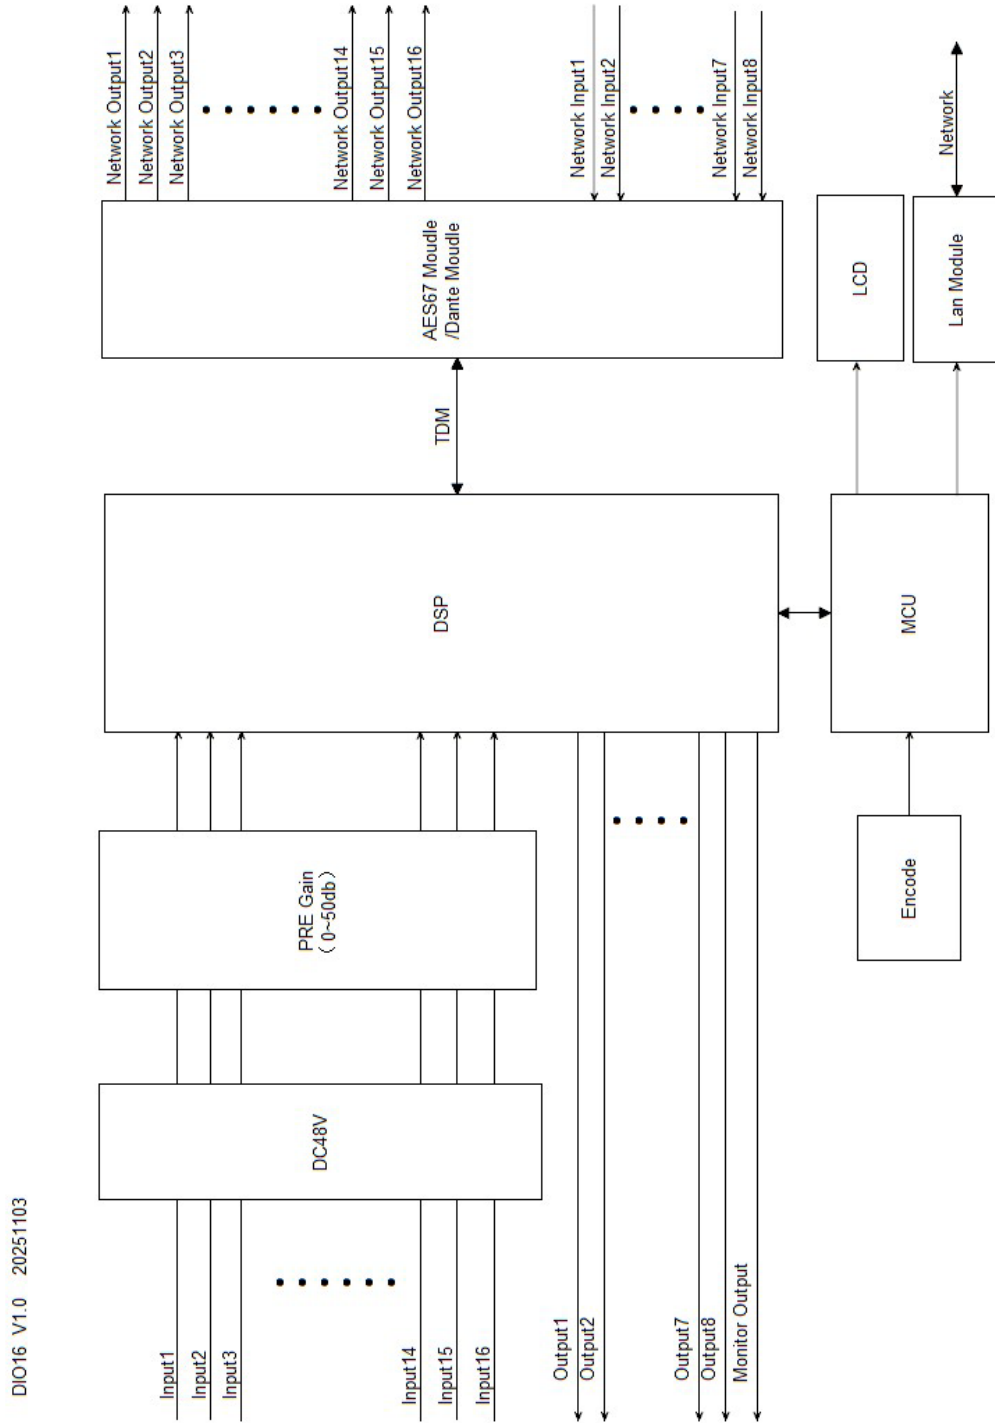 DIO16 V1.0 20251103
Input1
Input2
Input3
Input14
Input15
Input16
DC48V
PRE Gain
( 0~50db )
Output1
Output2
Output7
Output8
Monitor Output
DSP
TDM
AES67 Moudle
/Dante Moudle
Network Output1
Network Output2
Network Output3
Network Output14
Network Output15
Network Output16
Network Input1
Network Input2
Network Input7
Network Input8
Encode
MCU
LCD
Lan Module
Network